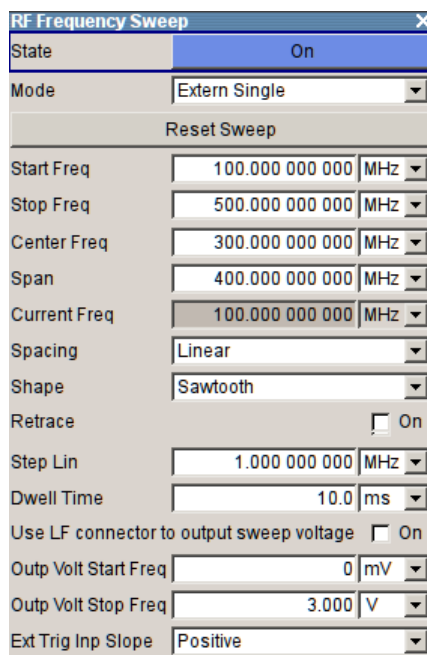 RF Frequency Sweep X
State On
Mode Extern Single
Reset Sweep
Start Freq 100.000 000 000 MHz
Stop Freq 500.000 000 000 MHz
Center Freq 300.000 000 000 MHz
Span 400.000 000 000 MHz
Current Freq 100.000 000 000 MHz
Spacing Linear
Shape Sawtooth
Retrace On
Step Lin 1.000 000 000 MHz
Dwell Time 10.0 ms
Use LF connector to output sweep voltage On
Outp Volt Start Freq 0 mV
Outp Volt Stop Freq 3.000 V
Ext Trig Inp Slope Positive